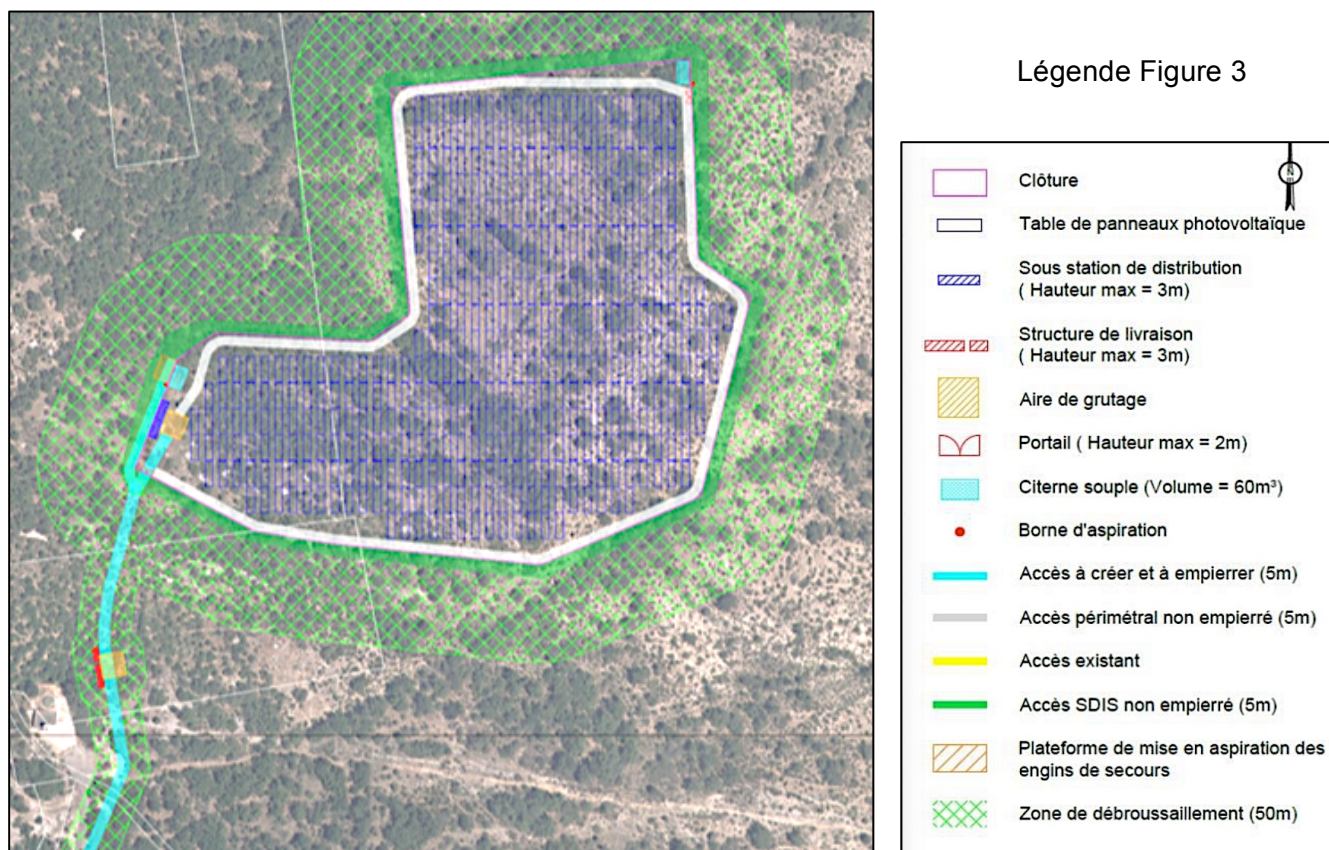 Légende Figure 3
Clôture
Table de panneaux photovoltaïque
Sous station de distribution
( Hauteur max = 3m)
Structure de livraison
( Hauteur max = 3m)
Aire de grutage
Portail ( Hauteur max = 2m)
Citerne souple (Volume = 60m³)
Borne d'aspiration
Accès à créer et à empierrer (5m)
Accès périmétral non empierré (5m)
Accès existant
Accès SDIS non empierré (5m)
Plateforme de mise en aspiration des
engins de secours
Zone de débroussaillement (50m)